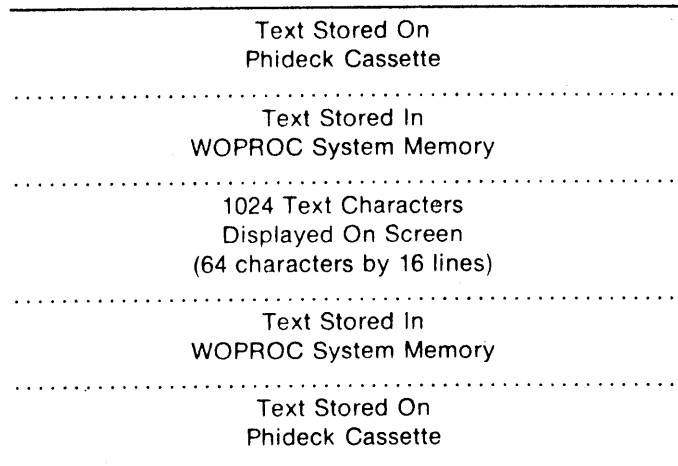 Text Stored On
Phideck Cassette
Text Stored In
WOPROC System Memory
1024 Text Characters
Displayed On Screen
(64 characters by 16 lines)
Text Stored In
WOPROC System Memory
Text Stored On
Phideck Cassette